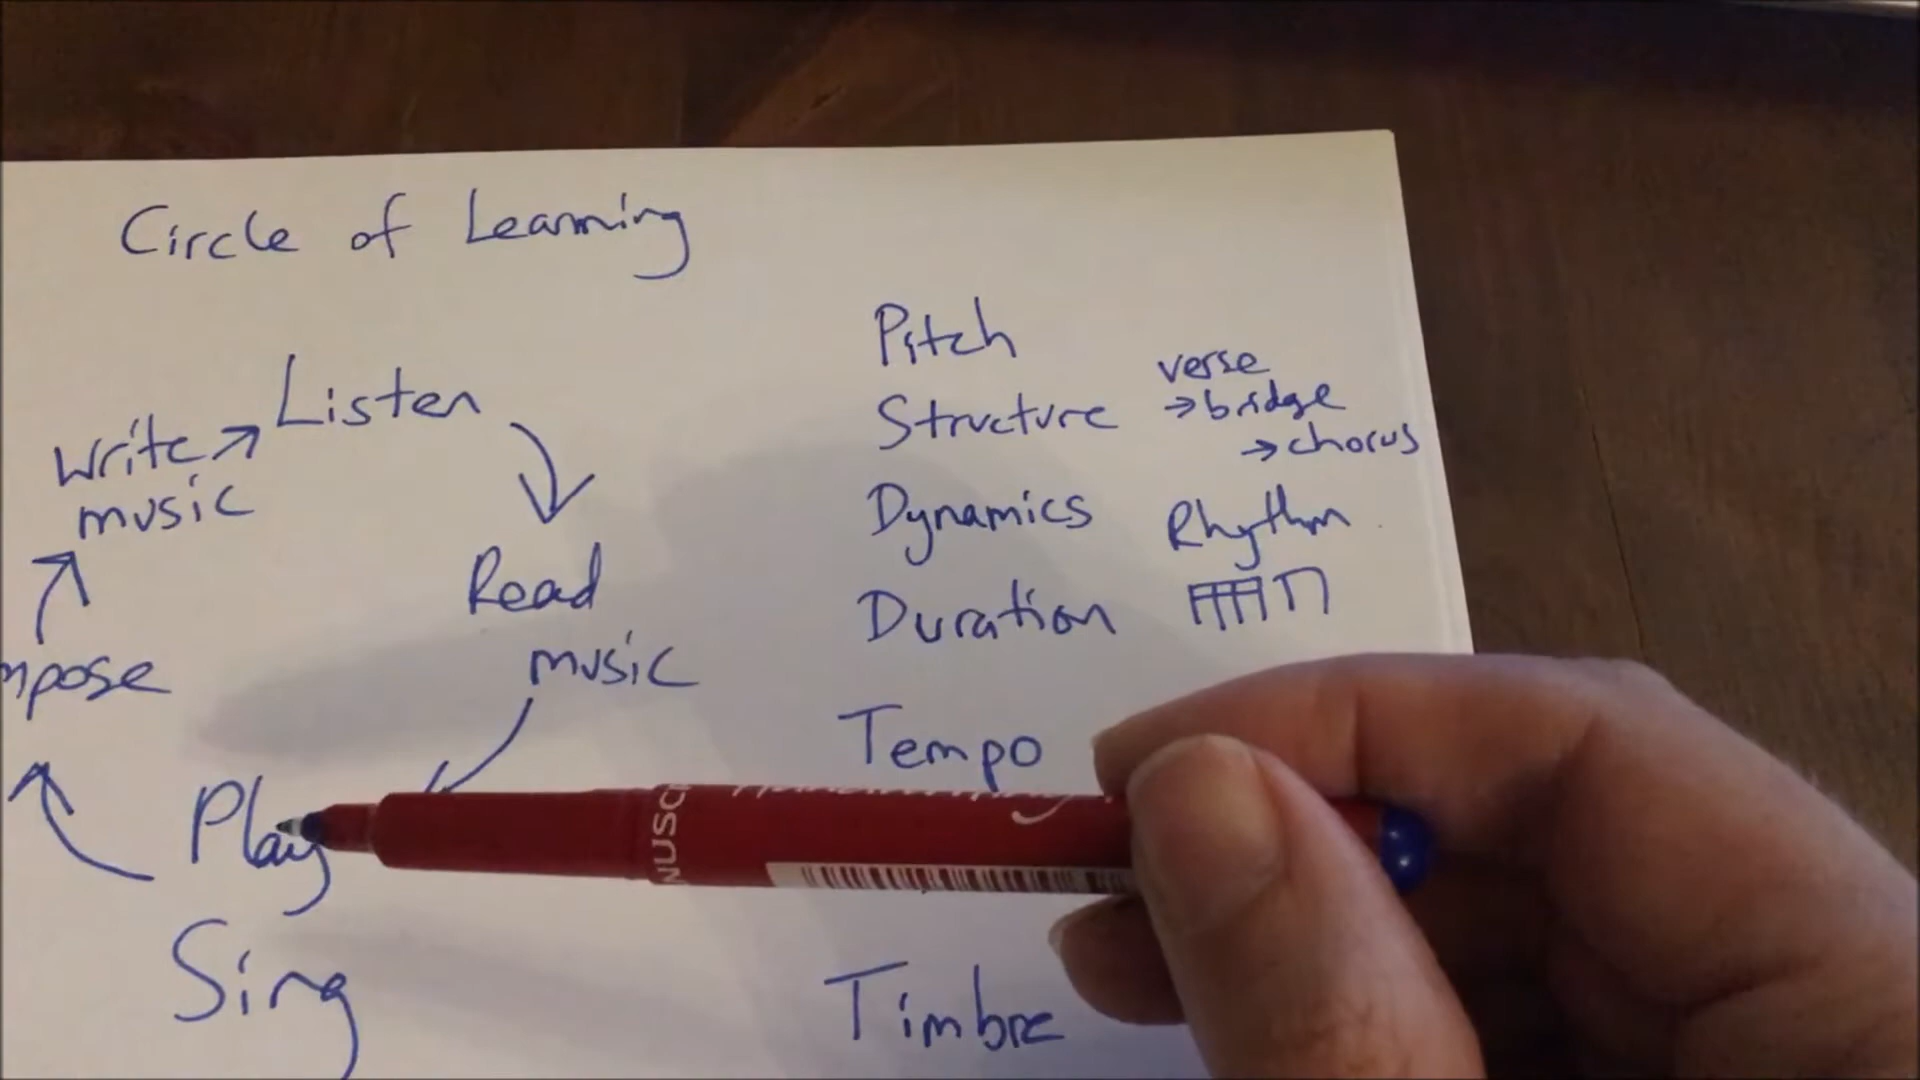 Circle of Learning
Listen
Write
music
Read
music
mpose
Play
Sing
Pitch
Structure
verse
→bridge
→chorus
Dynamics
Rhythm
Duration
Tempo
Timbre
NUSC